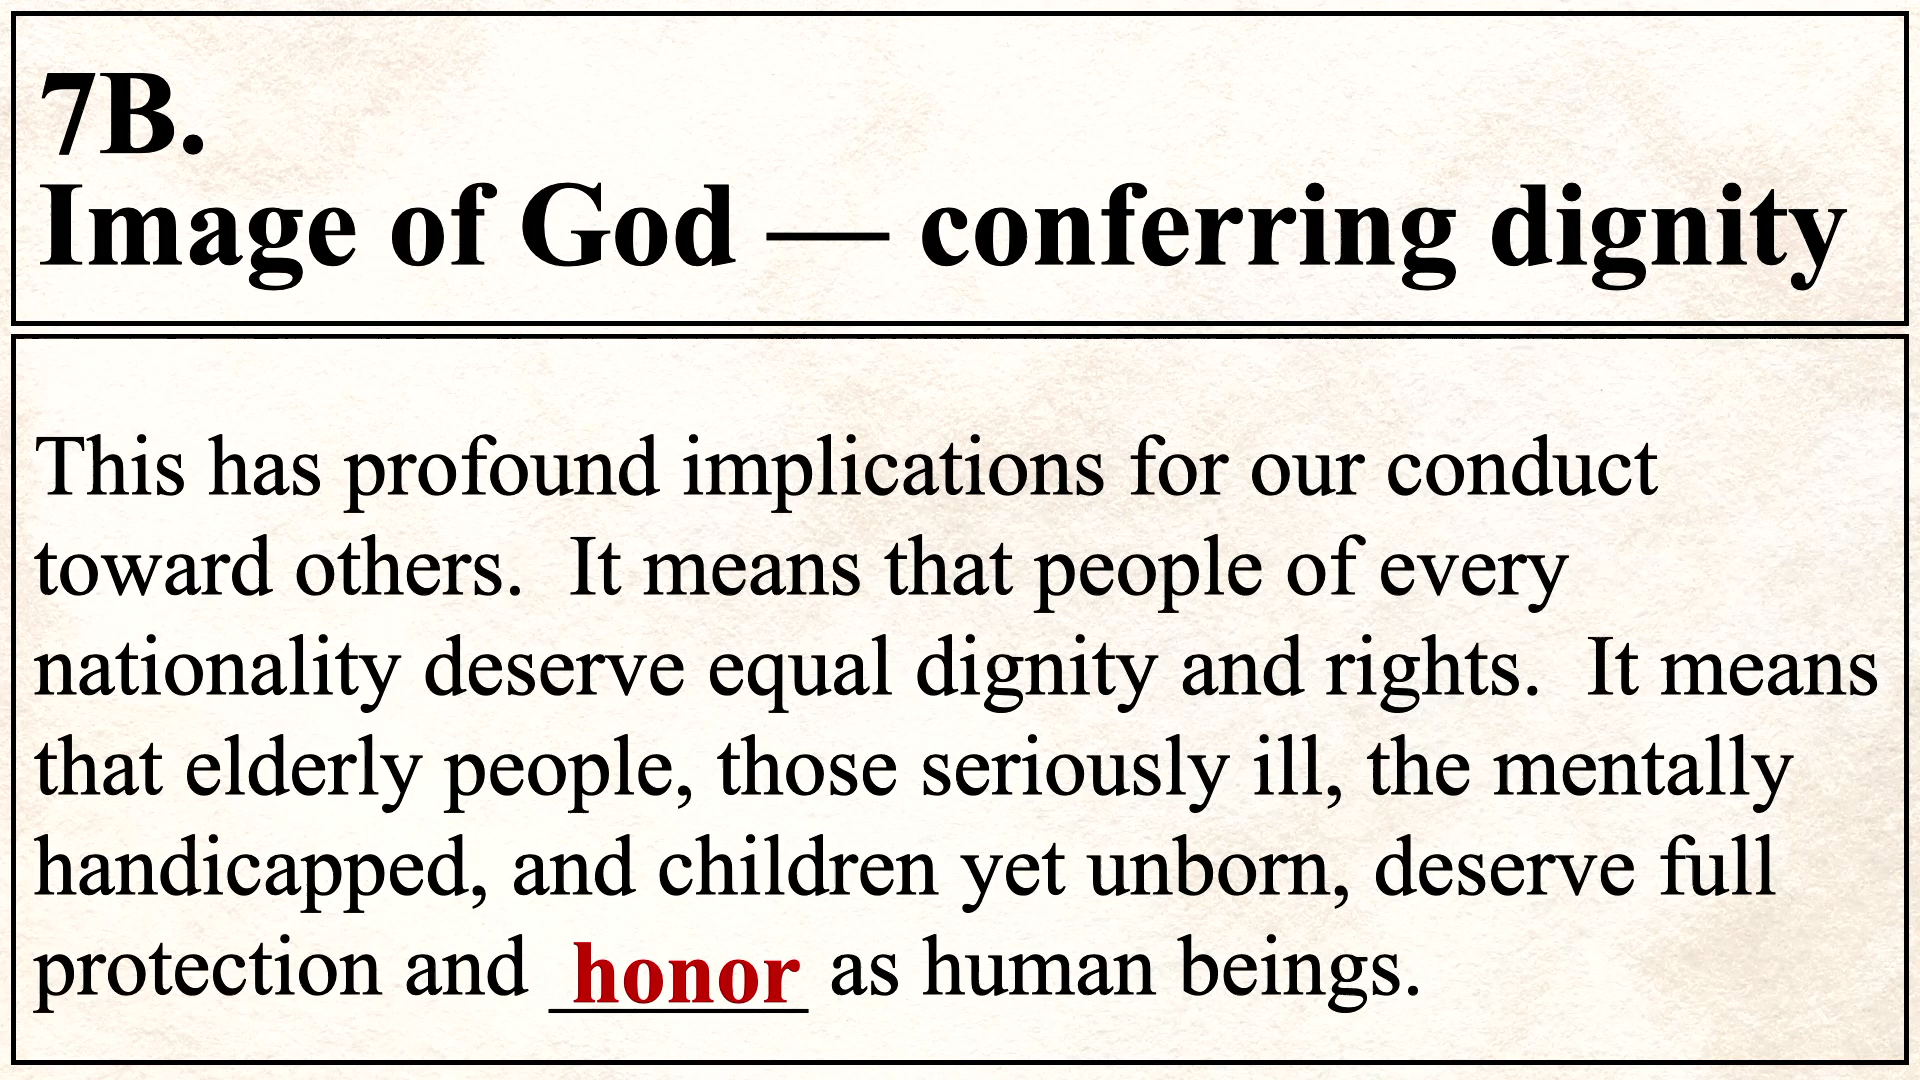 7B.
Image of God — conferring dignity
This has profound implications for our conduct
toward others.  It means that people of every
nationality deserve equal dignity and rights.  It means
that elderly people, those seriously ill, the mentally
handicapped, and children yet unborn, deserve full
protection and honor as human beings.